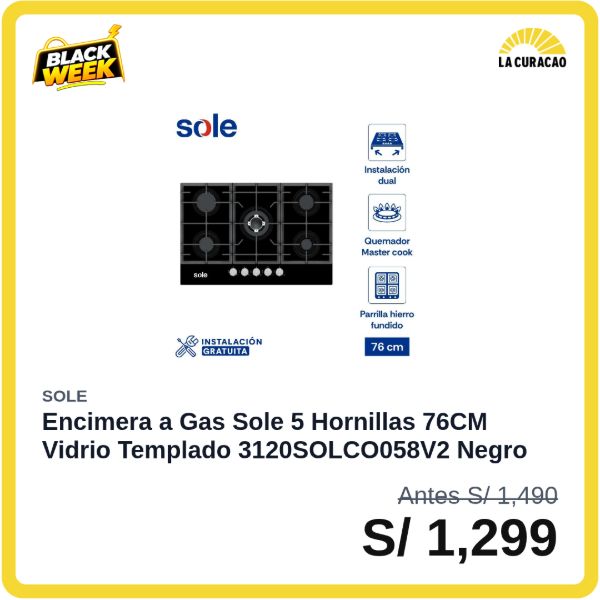 BLACK
WEEK
LA CURACAO
sole
Instalación
dual
Quemador
Master cook
Parrilla hierro
fundido
76 cm
sole
INSTALACIÓN
GRATUITA
SOLE
Encimera a Gas Sole 5 Hornillas 76CM
Vidrio Templado 3120SOLCO058V2 Negro
Antes S/ 1,490
S/ 1,299